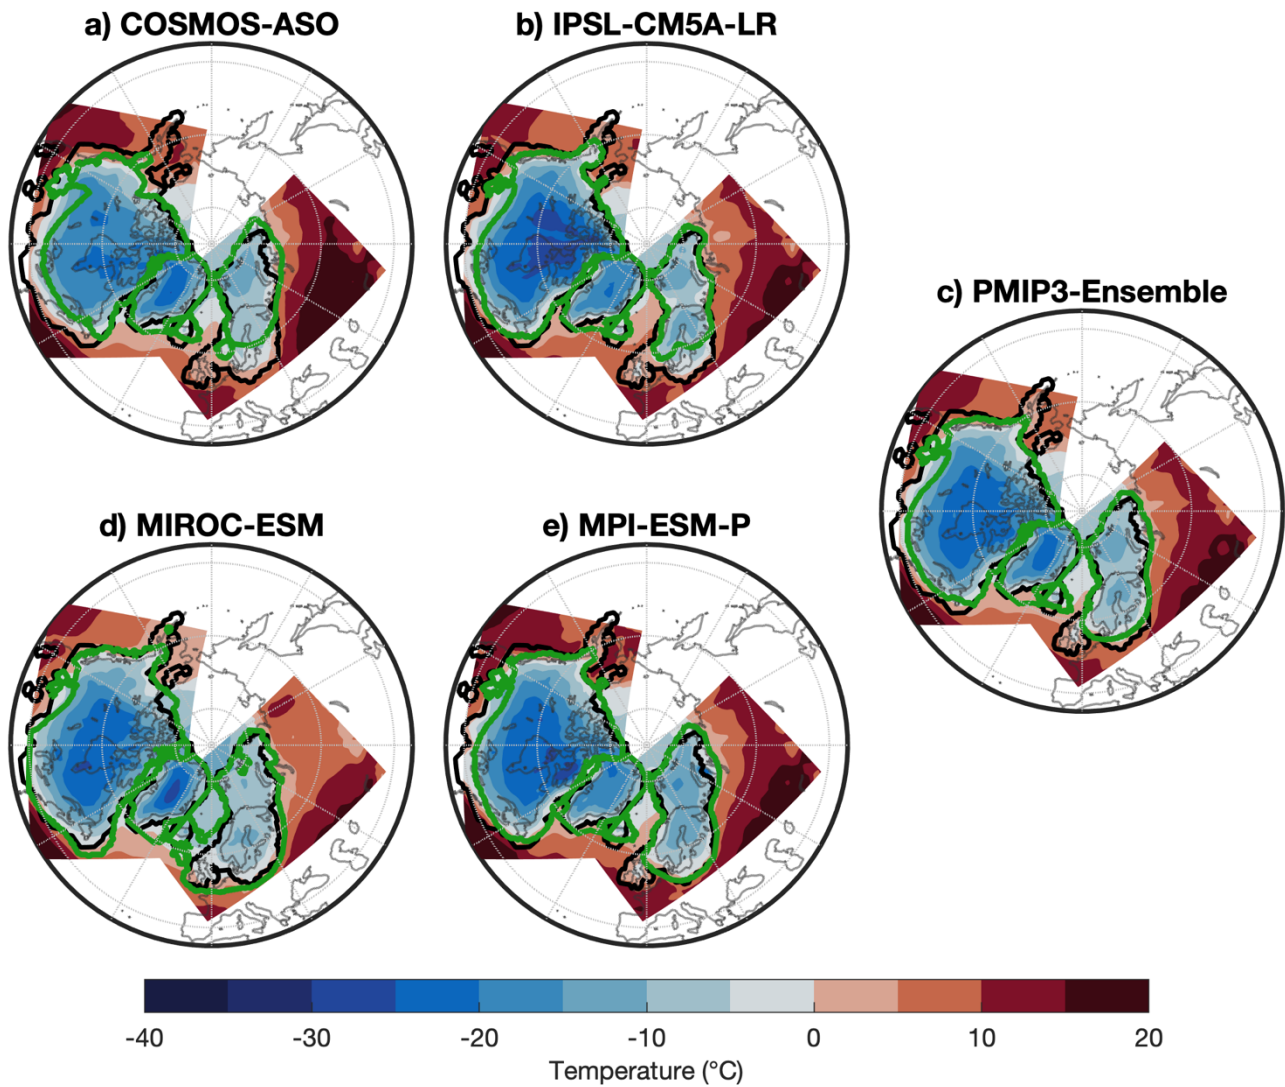 a) COSMOS-ASO
b) IPSL-CM5A-LR
c) PMIP3-Ensemble
d) MIROC-ESM
e) MPI-ESM-P
-40 -30 -20 -10 0 10 20
Temperature (°C)